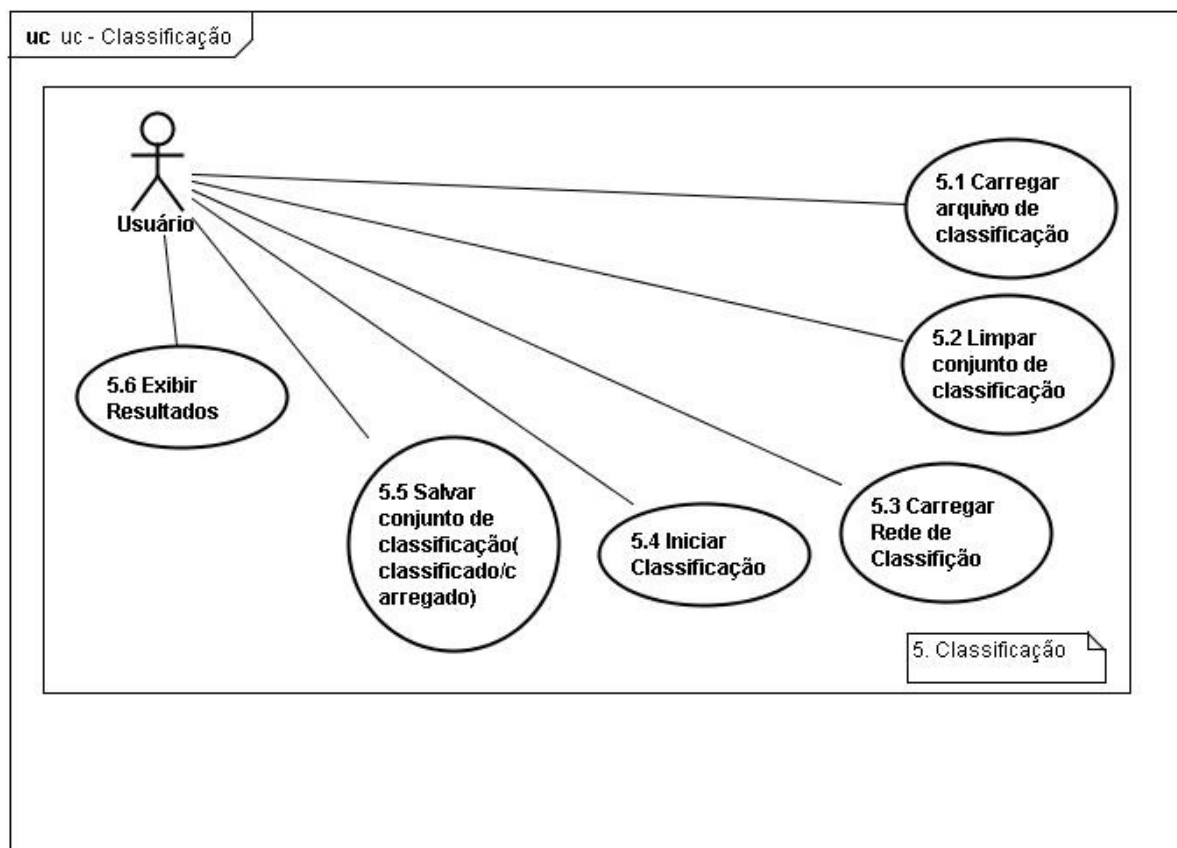 uc uc - Classificação
Usuário
5.1 Carregar
arquivo de
classificação
5.2 Limpar
conjunto de
classificação
5.3 Carregar
Rede de
Classifição
5.4 Iniciar
Classificação
5.5 Salvar
conjunto de
classificação(
classificado/c
arregado)
5.6 Exibir
Resultados
5. Classificação